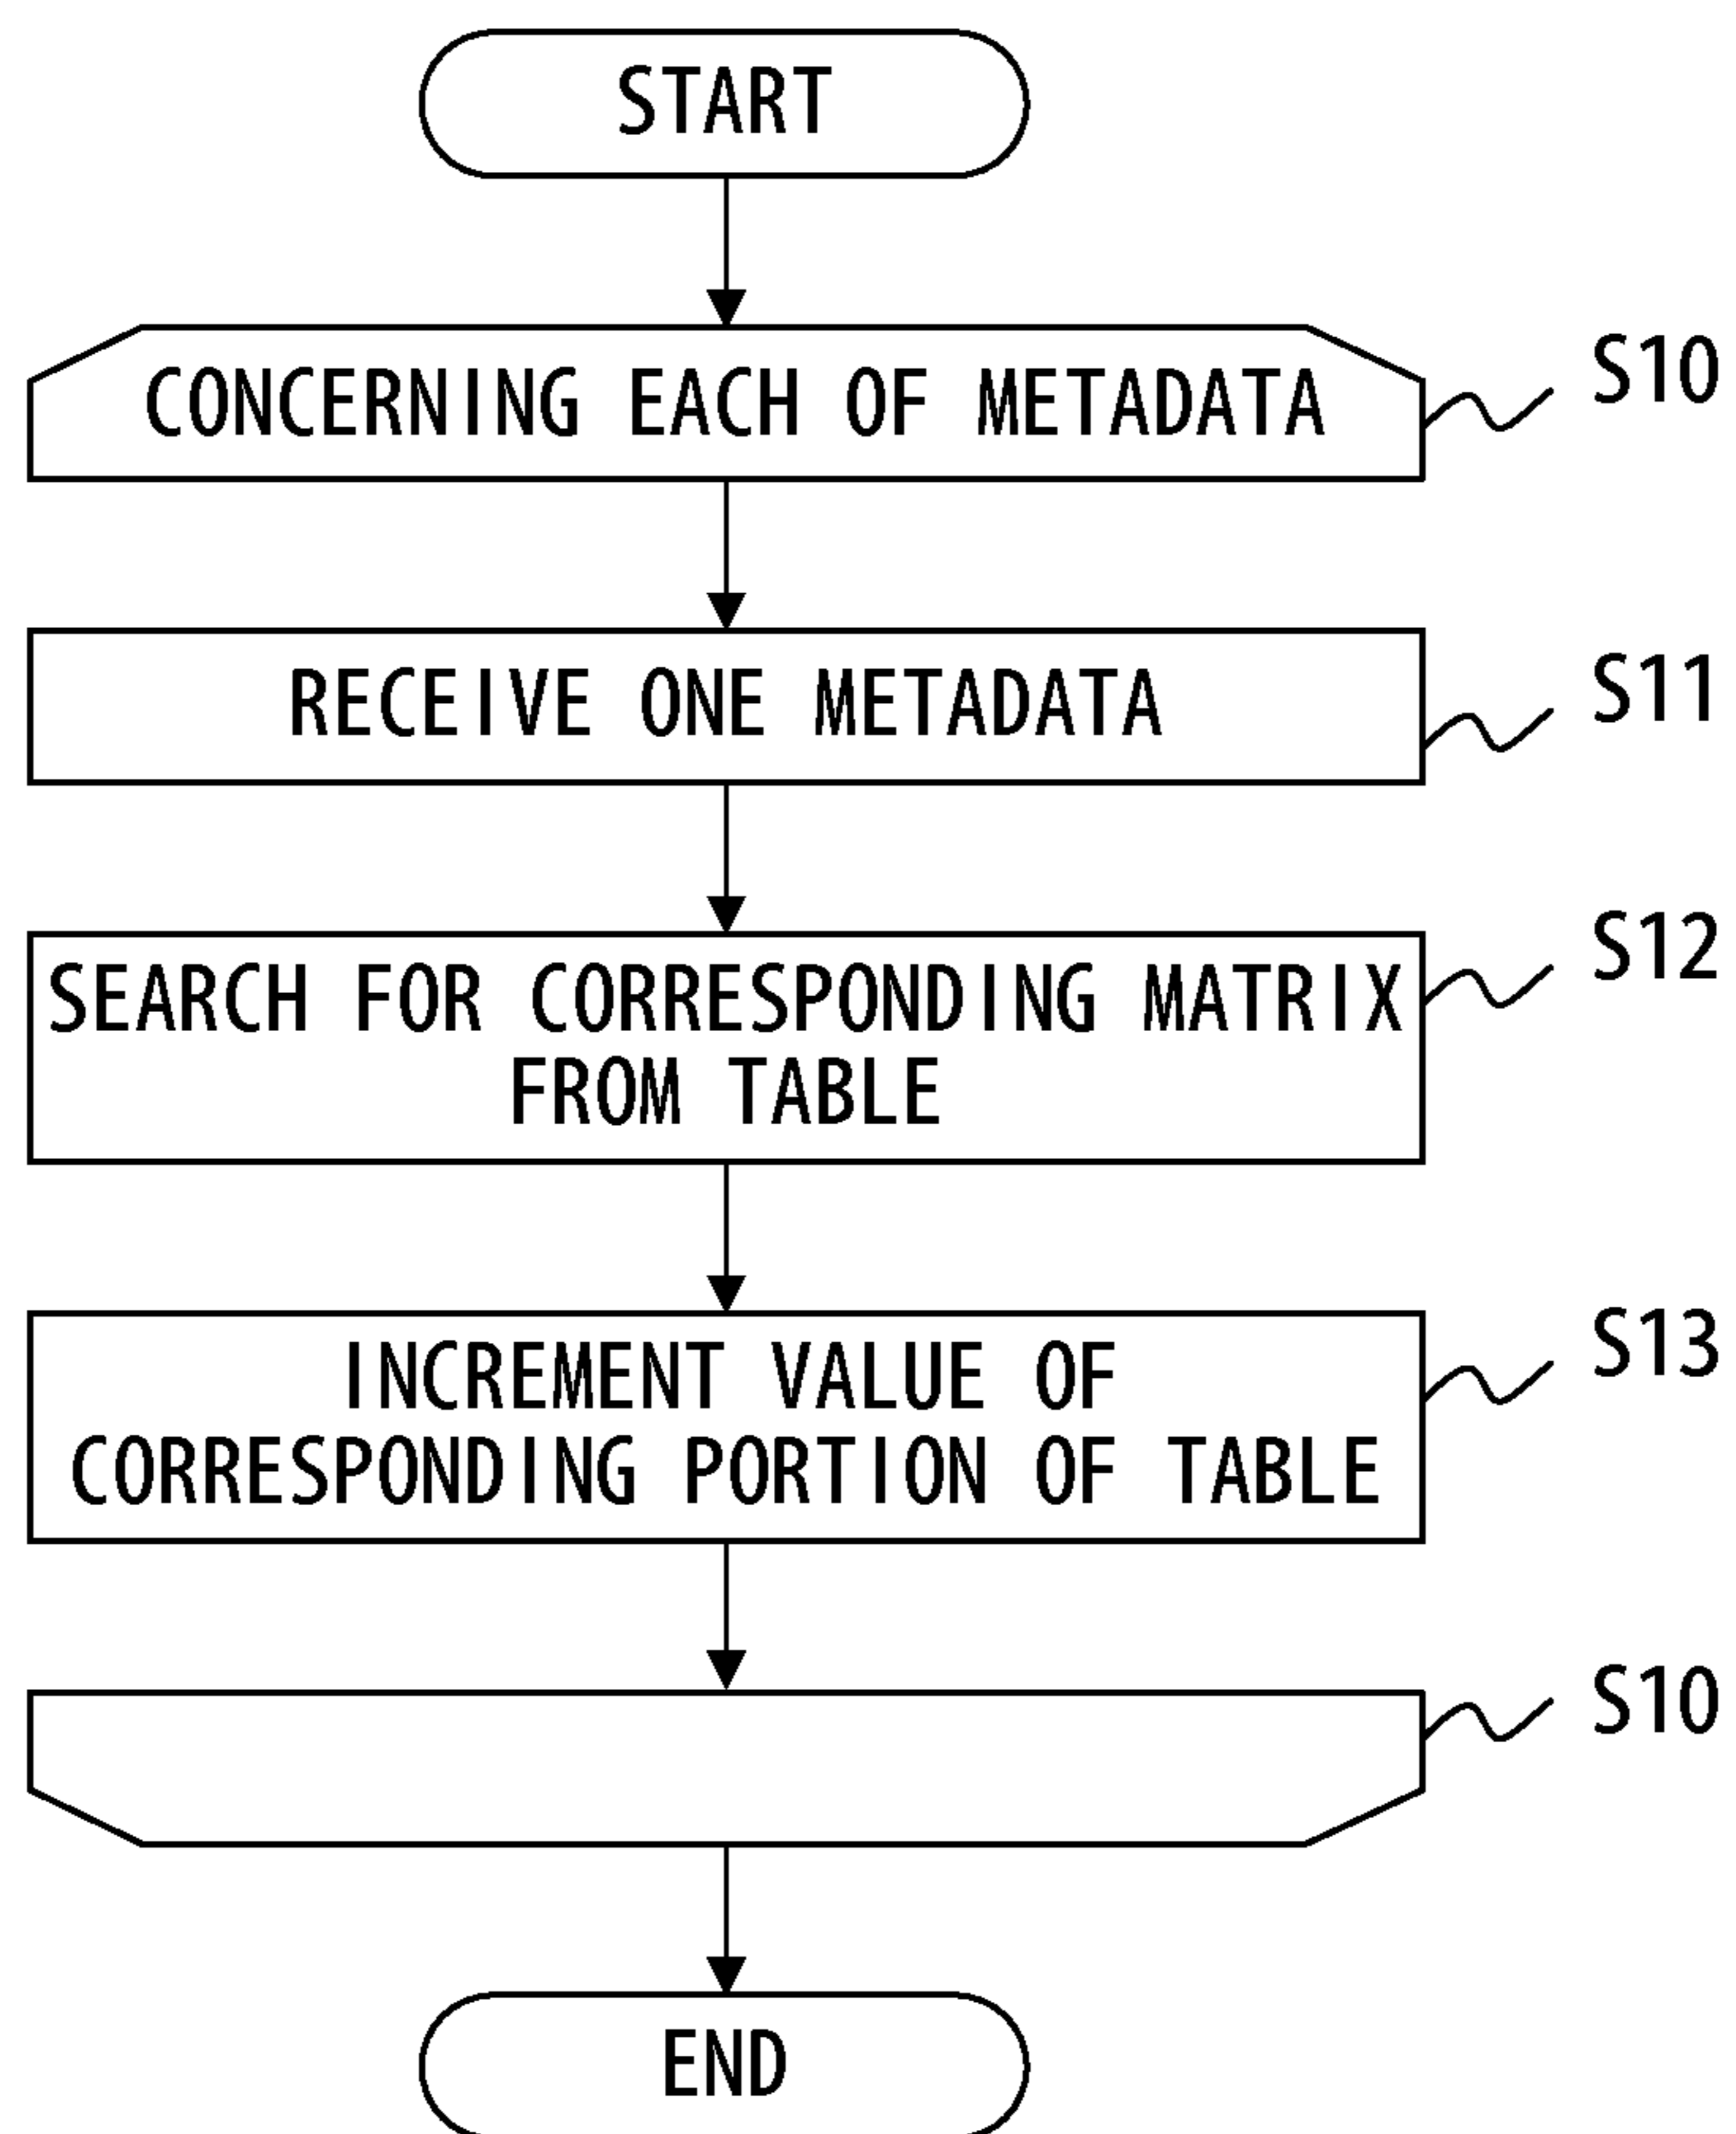 START
CONCERNING EACH OF METADATA
S10
RECEIVE ONE METADATA
S11
SEARCH FOR CORRESPONDING MATRIX
FROM TABLE
S12
INCREMENT VALUE OF
CORRESPONDING PORTION OF TABLE
S13
S10
END